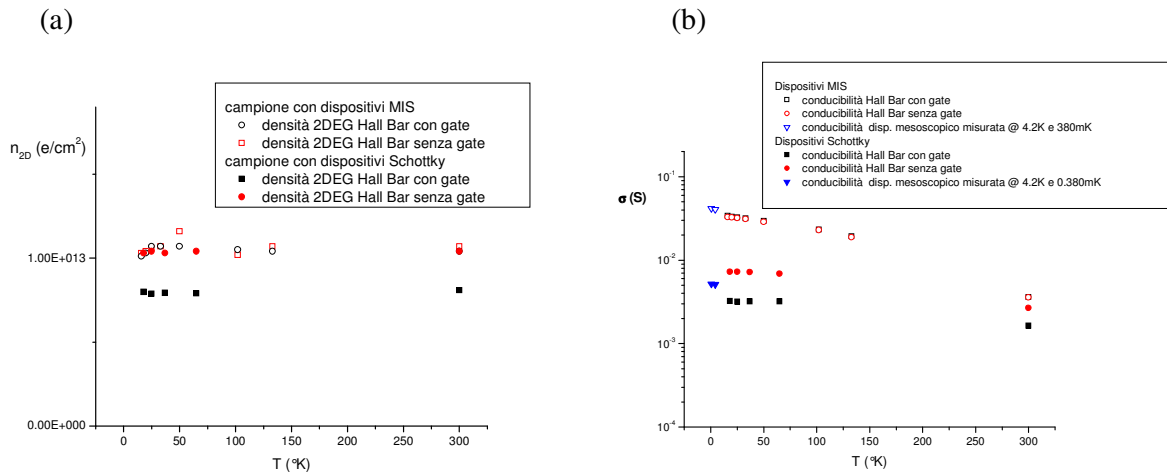 (a)
campione con dispositivi MIS
densità 2DEG Hall Bar con gate
densità 2DEG Hall Bar senza gate
campione con dispositivi Schottky
densità 2DEG Hall Bar con gate
densità 2DEG Hall Bar senza gate
n2D (e/cm²)
1.00E+013
0.00E+000
0 50 100 150 200 250 300
T (°K)
(b)
Dispositivi MIS
conducibilità Hall Bar con gate
conducibilità Hall Bar senza gate
conducibilità disp. mesoscopico misurata @ 4.2K e 380mK
Dispositivi Schottky
conducibilità Hall Bar con gate
conducibilità Hall Bar senza gate
conducibilità disp. mesoscopico misurata @ 4.2K e 0.380mK
σ (S)
10⁻¹
10⁻²
10⁻³
10⁻⁴
0 50 100 150 200 250 300
T (°K)